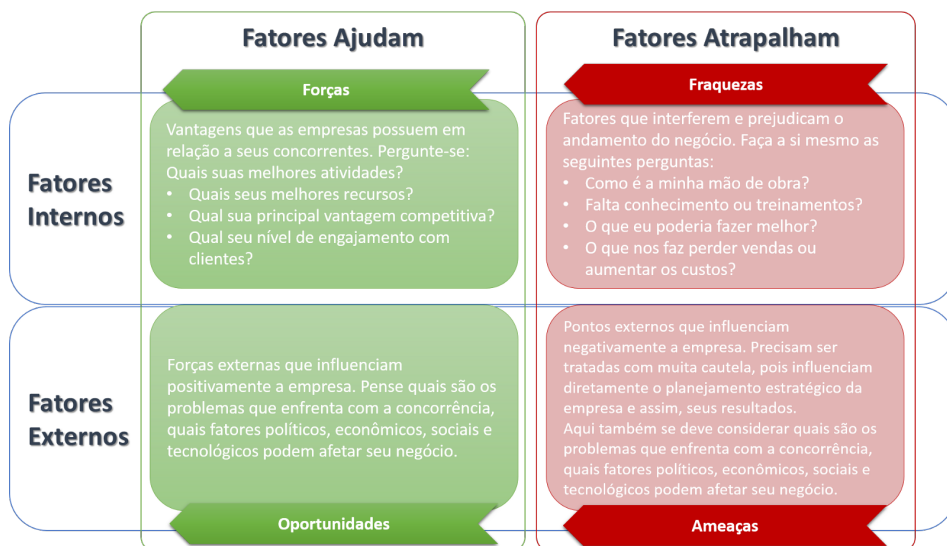 Fatores Ajudam
Fatores Atrapalham
Forças
Fraquezas
Fatores
Internos
Vantagens que as empresas possuem em
relação a seus concorrentes. Pergunte-se:
Quais suas melhores atividades?
• Quais seus melhores recursos?
• Qual sua principal vantagem competitiva?
• Qual seu nível de engajamento com
clientes?
Fatores que interferem e prejudicam o
andamento do negócio. Faça a si mesmo as
seguintes perguntas:
• Como é a minha mão de obra?
• Falta conhecimento ou treinamentos?
• O que eu poderia fazer melhor?
• O que nos faz perder vendas ou
aumentar os custos?
Fatores
Externos
Forças externas que influenciam
positivamente a empresa. Pense quais são os
problemas que enfrenta com a concorrência,
quais fatores políticos, econômicos, sociais e
tecnológicos podem afetar seu negócio.
Pontos externos que influenciam
negativamente a empresa. Precisam ser
tratadas com muita cautela, pois influenciam
diretamente o planejamento estratégico da
empresa e assim, seus resultados.
Aqui também se deve considerar quais são os
problemas que enfrenta com a concorrência,
quais fatores políticos, econômicos, sociais e
tecnológicos podem afetar seu negócio.
Oportunidades
Ameaças